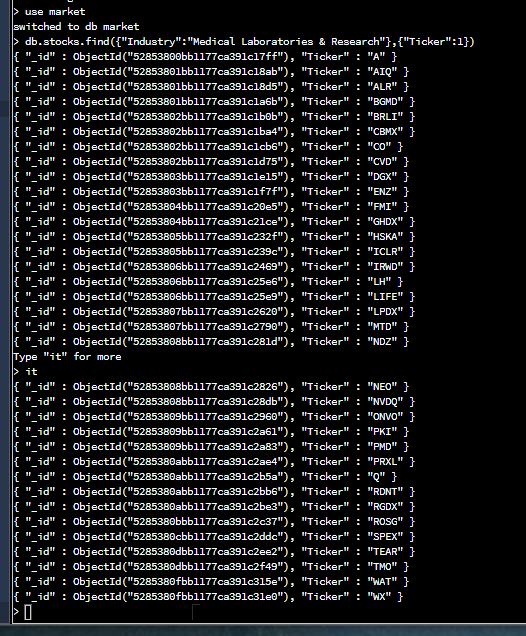 > use market
switched to db market
> db.stocks.find({"Industry":"Medical Laboratories & Research"},{"Ticker":1})
{ "_id" : ObjectId("52853800bb1177ca391c17ff"), "Ticker" : "A" }
{ "_id" : ObjectId("52853801bb1177ca391c18ab"), "Ticker" : "AIQ" }
{ "_id" : ObjectId("52853801bb1177ca391c18d5"), "Ticker" : "ALR" }
{ "_id" : ObjectId("52853801bb1177ca391c1a6b"), "Ticker" : "BGMD" }
{ "_id" : ObjectId("52853802bb1177ca391c1b0b"), "Ticker" : "BRLI" }
{ "_id" : ObjectId("52853802bb1177ca391c1ba4"), "Ticker" : "CBMX" }
{ "_id" : ObjectId("52853802bb1177ca391c1cb6"), "Ticker" : "CO" }
{ "_id" : ObjectId("52853802bb1177ca391c1d75"), "Ticker" : "CVD" }
{ "_id" : ObjectId("52853803bb1177ca391c1e15"), "Ticker" : "DGX" }
{ "_id" : ObjectId("52853803bb1177ca391c1f7f"), "Ticker" : "ENZ" }
{ "_id" : ObjectId("52853804bb1177ca391c20e5"), "Ticker" : "FMI" }
{ "_id" : ObjectId("52853804bb1177ca391c21ce"), "Ticker" : "GHDX" }
{ "_id" : ObjectId("52853805bb1177ca391c232f"), "Ticker" : "HSKA" }
{ "_id" : ObjectId("52853805bb1177ca391c239c"), "Ticker" : "ICLR" }
{ "_id" : ObjectId("52853806bb1177ca391c2469"), "Ticker" : "IRWD" }
{ "_id" : ObjectId("52853806bb1177ca391c25e6"), "Ticker" : "LH" }
{ "_id" : ObjectId("52853806bb1177ca391c25e9"), "Ticker" : "LIFE" }
{ "_id" : ObjectId("52853807bb1177ca391c2620"), "Ticker" : "LPDX" }
{ "_id" : ObjectId("52853807bb1177ca391c2790"), "Ticker" : "MTD" }
{ "_id" : ObjectId("52853808bb1177ca391c281d"), "Ticker" : "NDZ" }
Type "it" for more
> it
{ "_id" : ObjectId("52853808bb1177ca391c2826"), "Ticker" : "NEO" }
{ "_id" : ObjectId("52853808bb1177ca391c28db"), "Ticker" : "NVDQ" }
{ "_id" : ObjectId("52853809bb1177ca391c2960"), "Ticker" : "ONVO" }
{ "_id" : ObjectId("52853809bb1177ca391c2a61"), "Ticker" : "PKI" }
{ "_id" : ObjectId("52853809bb1177ca391c2a83"), "Ticker" : "PMD" }
{ "_id" : ObjectId("5285380abb1177ca391c2ae4"), "Ticker" : "PRXL" }
{ "_id" : ObjectId("5285380abb1177ca391c2b5a"), "Ticker" : "Q" }
{ "_id" : ObjectId("5285380abb1177ca391c2bb6"), "Ticker" : "RDNT" }
{ "_id" : ObjectId("5285380abb1177ca391c2be3"), "Ticker" : "RGDX" }
{ "_id" : ObjectId("5285380bbb1177ca391c2c37"), "Ticker" : "ROSG" }
{ "_id" : ObjectId("5285380cbb1177ca391c2ddc"), "Ticker" : "SPEX" }
{ "_id" : ObjectId("5285380dbb1177ca391c2ee2"), "Ticker" : "TEAR" }
{ "_id" : ObjectId("5285380dbb1177ca391c2f49"), "Ticker" : "TMO" }
{ "_id" : ObjectId("5285380fbb1177ca391c315e"), "Ticker" : "WAT" }
{ "_id" : ObjectId("5285380fbb1177ca391c31e0"), "Ticker" : "WX" }
>